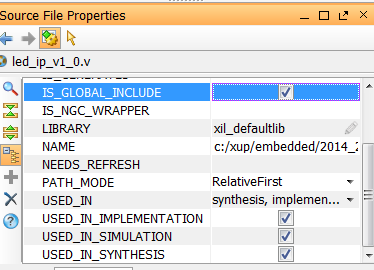 Source File Properties
led_ip_v1_0.v
IS_GLOBAL_INCLUDE
IS_NGC_WRAPPER
LIBRARY xil_defaultlib
NAME c:/xup/embedded/2014_2
NEEDS_REFRESH
PATH_MODE RelativeFirst
USED_IN synthesis, implemen...
USED_IN_IMPLEMENTATION
USED_IN_SIMULATION
USED_IN_SYNTHESIS